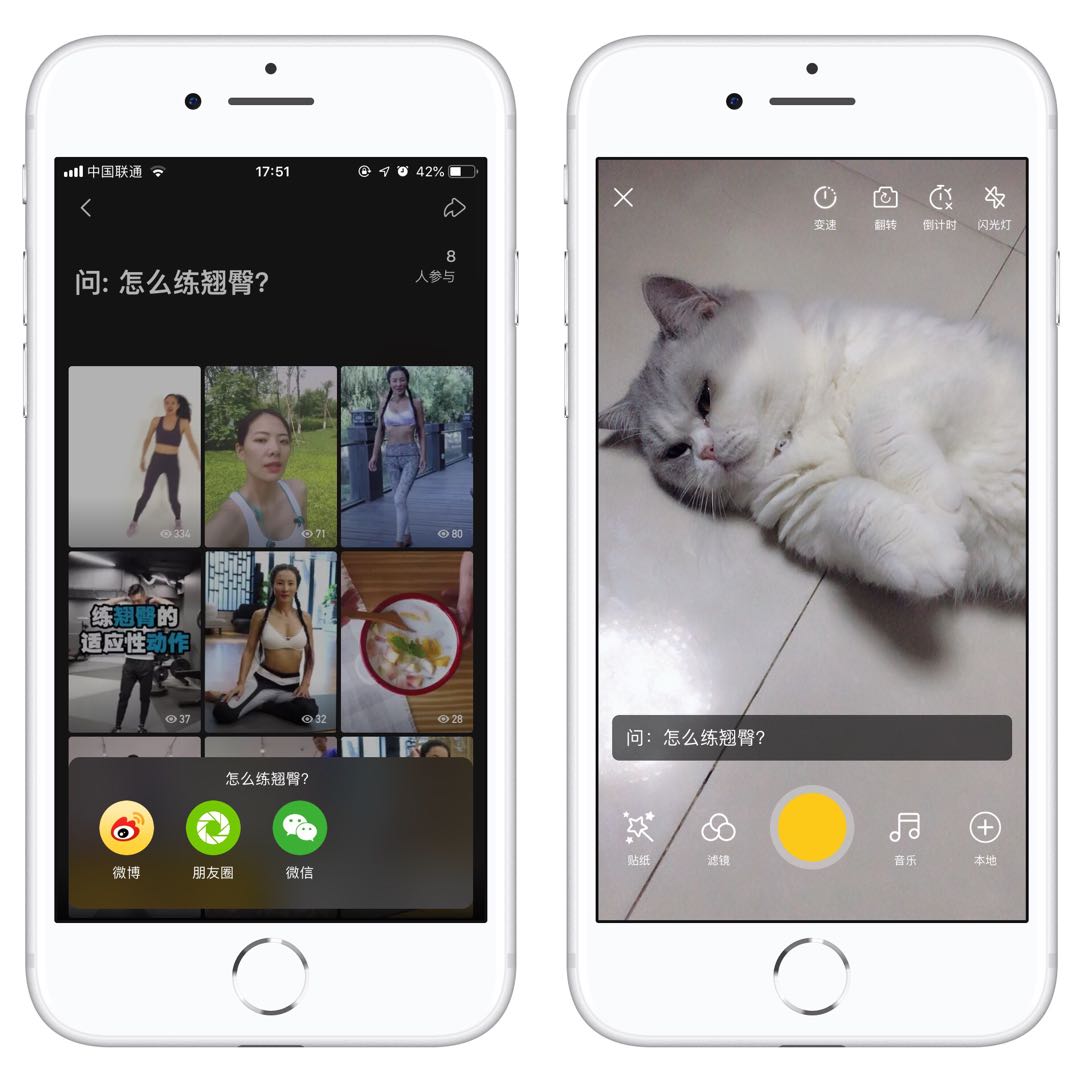 中国联通
17:51
42%
8
人参与
问: 怎么练翘臀?
334
71
80
练翘臀的
适应性动作
37
32
28
怎么练翘臀?
微博
朋友圈
微信
变速
翻转
倒计时
闪光灯
问: 怎么练翘臀?
贴纸
滤镜
音乐
本地